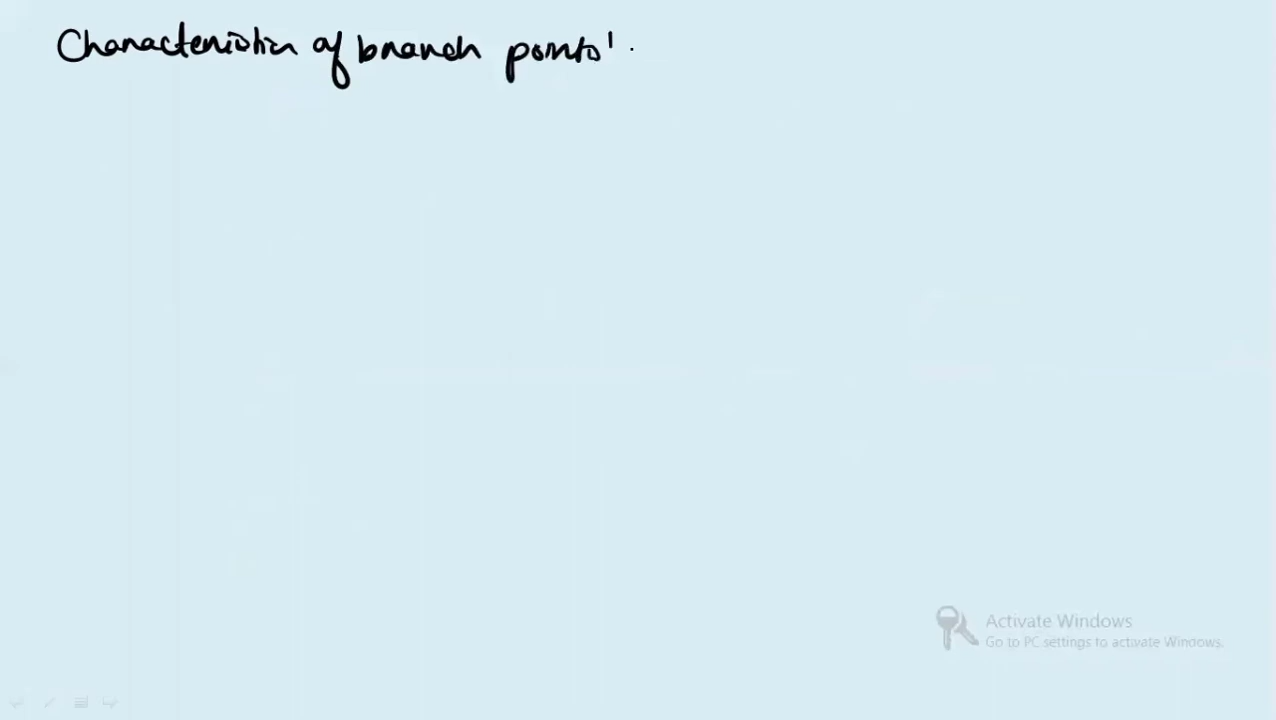 Characteristics of branch points'.
Activate Windows
Go to PC settings to activate Windows.